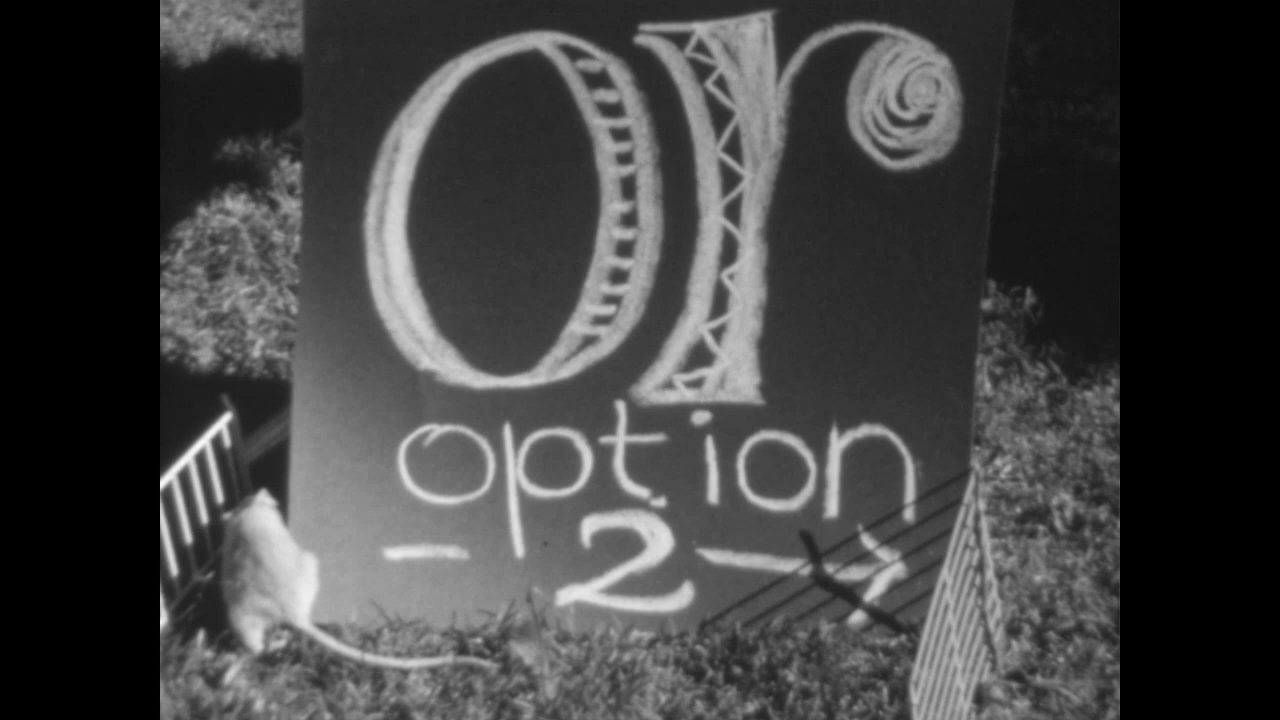 or
option
- 2 →